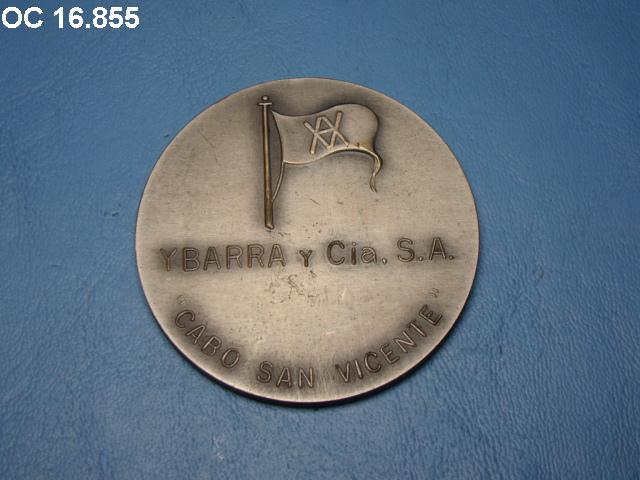 OC 16.855
YBARRA Y Cia. S.A.
"CABO SAN VICENTE"